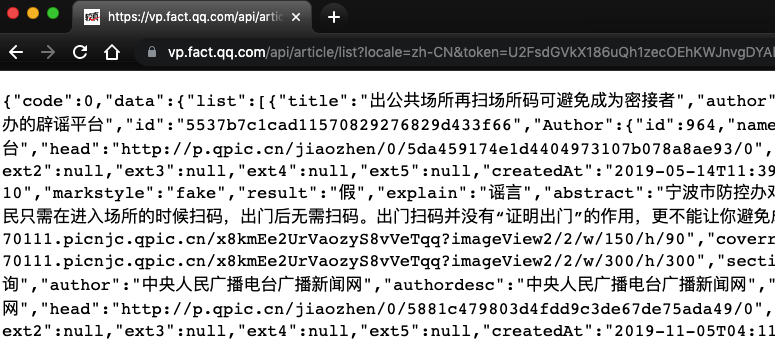 https://vp.fact.qq.com/api/artic
vp.fact.qq.com/api/article/list?locale=zh-CN&token=U2FsdGVkX186uQh1zecOEhKWJnvgDYAI
{"code":0,"data":{"list":[{"title":"出公共场所再扫场所码可避免成为密接者","author"
办的辟谣平台","id":"5537b7c1cad11570829276829d433f66","Author":{"id":964,"name
台","head":"http://p.qpic.cn/jiaozhen/0/5da459174e1d4404973107b078a8ae93/0",
ext2":null,"ext3":null,"ext4":null,"ext5":null,"createdAt":"2019-05-14T11:39
10","markstyle":"fake","result":"假","explain":"谣言","abstract":"宁波市防控办对
民只需在进入场所的时候扫码，出门后无需扫码。出门扫码并没有“证明出门”的作用，更不能让你避免成
70111.picnjc.qpic.cn/x8kmEe2UrVaozyS8vVeTqq?imageView2/2/w/150/h/90","coverr
70111.picnjc.qpic.cn/x8kmEe2UrVaozyS8vVeTqq?imageView2/2/w/300/h/300","secti
询","author":"中央人民广播电台广播新闻网","authordesc":"中央人民广播电台广播新闻网","
网","head":"http://p.qpic.cn/jiaozhen/0/5881c479803d4fdd9c3de67de75ada49/0",
ext2":null,"ext3":null,"ext4":null,"ext5":null,"createdAt":"2019-11-05T04:11